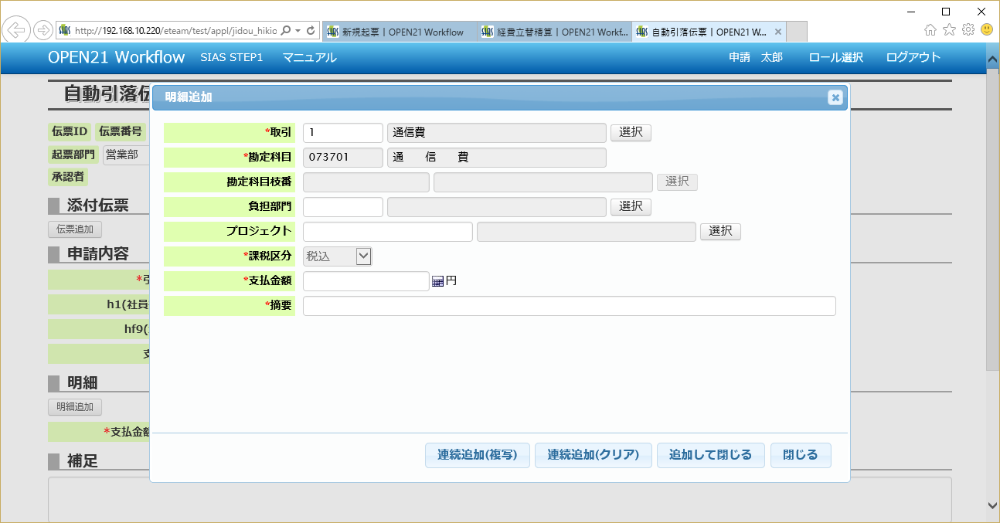 http://192.168.10.220/eteam/test/appl/jidou_hikio
新規起票 | OPEN21 Workflow
経費立替精算 | OPEN21 Workf...
自動引落伝票 | OPEN21 W...
OPEN21 Workflow SIAS STEP1 マニュアル 申請 太郎 ロール選択 ログアウト
自動引落伝
明細追加
伝票ID 伝票番号
起票部門 営業部
承認者
添付伝票
伝票追加
申請内容
*引
h1(社員
hf9(
支
明細
明細追加
*支払金額
補足
*取引 1 通信費 選択
*勘定科目 073701 通 信 費
勘定科目枝番 選択
負担部門 選択
プロジェクト 選択
*課税区分 税込
*支払金額 円
*摘要
連続追加(複写) 連続追加(クリア) 追加して閉じる 閉じる